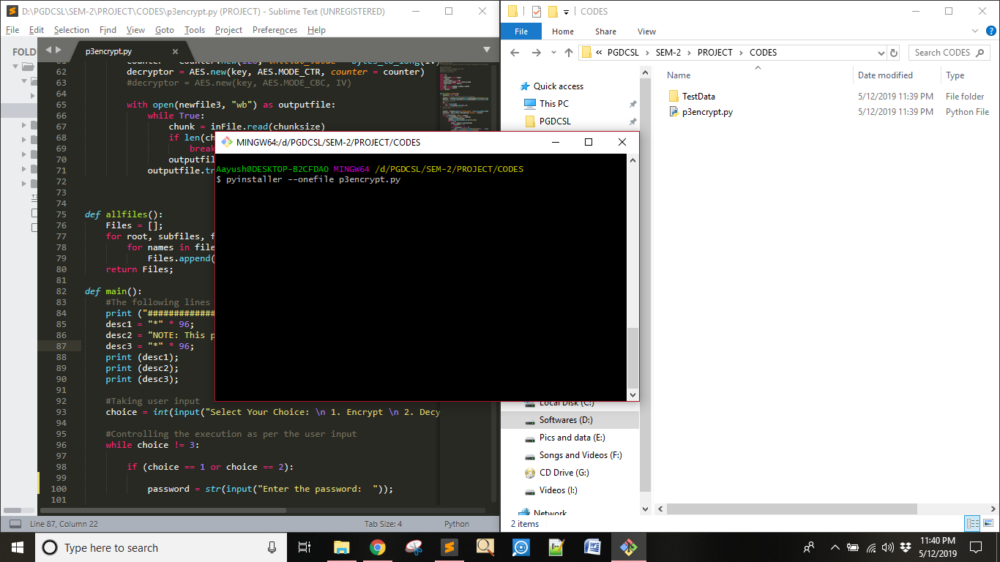 D:\PGDCSL\SEM-2\PROJECT\CODES\p3encrypt.py (PROJECT) - Sublime Text (UNREGISTERED)
File Edit Selection Find View Goto Tools Project Preferences Help
FOLD
p3encrypt.py
62 decryptor = AES.new(key, AES.MODE_CTR, counter = counter)
63 #decryptor = AES.new(key, AES.MODE_CBC, IV)
64
65 with open(newfile3, "wb") as outputfile:
66 while True:
67 chunk = inFile.read(chunksize)
68 if len(ch
69 break
70 outputfil
71 outputfile.tr
72
73
74
75 def allfiles():
76 Files = [];
77 for root, subfiles, f
78 for names in file
79 Files.append(
80 return Files;
81
82 def main():
83 #The following lines
84 print ("#############
85 desc1 = "*" * 96;
86 desc2 = "NOTE: This p
87 desc3 = "*" * 96;
88 print (desc1);
89 print (desc2);
90 print (desc3);
91
92 #Taking user input
93 choice = int(input("Select Your Choice: \n 1. Encrypt \n 2. Decy
94
95 #Controlling the execution as per the user input
96 while choice != 3:
97
98 if (choice == 1 or choice == 2):
99
100 password = str(input("Enter the password:  "));
101
Line 87, Column 22 Tab Size: 4 Python
MINGW64:/d/PGDCSL/SEM-2/PROJECT/CODES
Aayush@DESKTOP-B2CFDAO MINGW64 /d/PGDCSL/SEM-2/PROJECT/CODES
$ pyinstaller --onefile p3encrypt.py
CODES
File Home Share View
« PGDCSL > SEM-2 > PROJECT > CODES
Search CODES
Name Date modified Type
Quick access
This PC
PGDCSL
TestData 5/12/2019 11:39 PM File folder
p3encrypt.py 5/12/2019 11:39 PM Python File
Local Disk (C:)
Softwares (D:)
Pics and data (E:)
Songs and Videos (F:)
CD Drive (G:)
Videos (I:)
Network
2 items
Type here to search
11:40 PM
5/12/2019